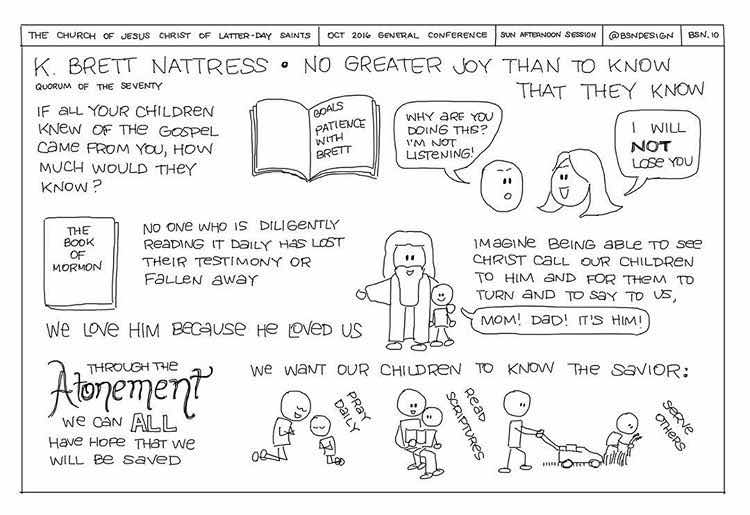 THE CHURCH OF JESUS CHRIST OF LATTER-DAY SAINTS
OCT 2016 GENERAL CONFERENCE
SUN AFTERNOON SESSION
@BSNDESIGN
BSN.10
K. BRETT NATTRESS • NO GREATER JOY THAN TO KNOW
THAT THEY KNOW
QUORUM OF THE SEVENTY
IF ALL YOUR CHILDREN
KNEW OF THE GOSPEL
CAME FROM YOU, HOW
MUCH WOULD THEY
KNOW?
GOALS
PATIENCE
WITH
BRETT
WHY ARE YOU
DOING THIS?
I'M NOT
LISTENING!
I WILL
NOT
LOSE YOU
THE
BOOK
OF
MORMON
NO ONE WHO IS DILIGENTLY
READING IT DAILY HAS LOST
THEIR TESTIMONY OR
FALLEN AWAY
IMAGINE BEING ABLE TO SEE
CHRIST CALL OUR CHILDREN
TO HIM AND FOR THEM TO
TURN AND TO SAY TO US,
MOM! DAD! IT'S HIM!
WE LOVE HIM BECAUSE HE LOVED US
THROUGH THE
Atonement
WE CAN ALL
HAVE HOPE THAT WE
WILL BE SAVED
WE WANT OUR CHILDREN TO KNOW THE SAVIOR:
PRAY
DAILY
READ
SCRIPTURES
SERVE
OTHERS